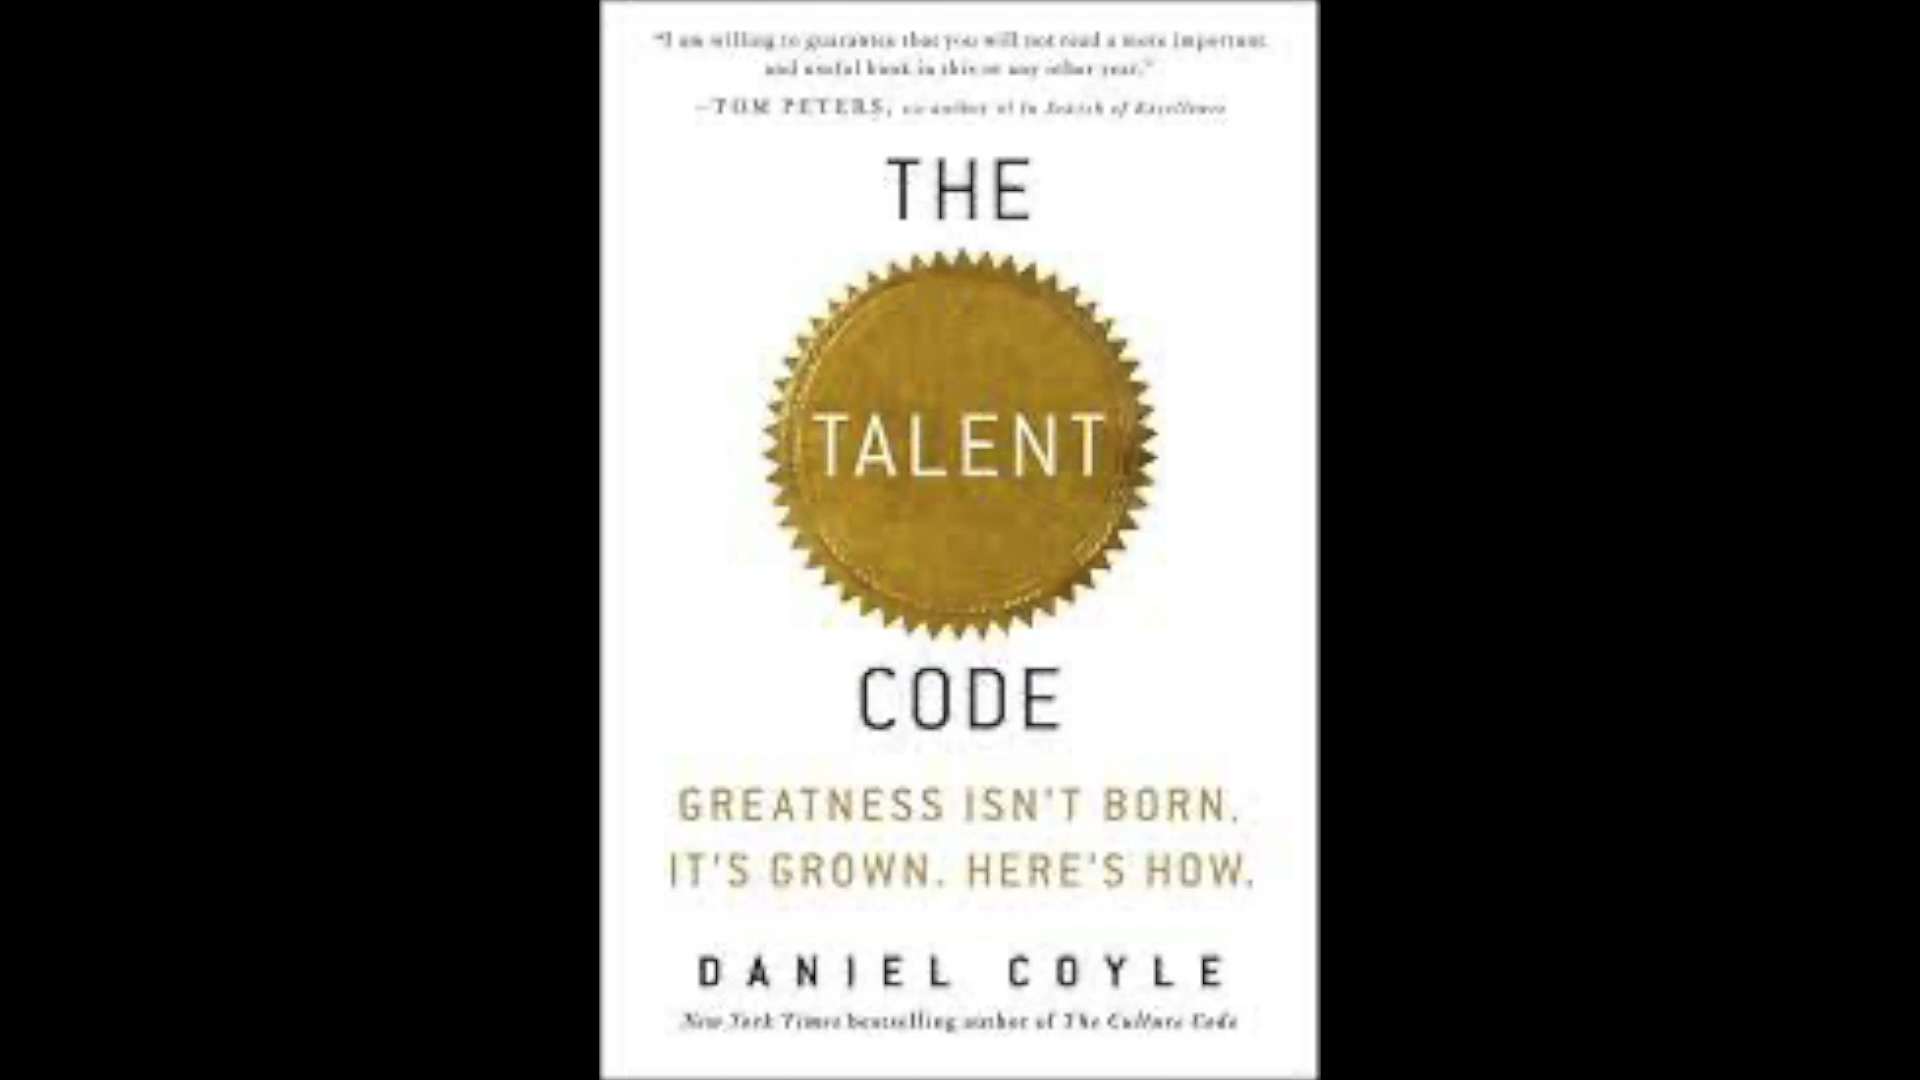 "I am willing to guarantee that you will not read a more important
and useful book in this or any other year."
—TOM PETERS, co-author of In Search of Excellence
THE
TALENT
CODE
GREATNESS ISN'T BORN.
IT'S GROWN. HERE'S HOW.
DANIEL COYLE
New York Times bestselling author of The Culture Code